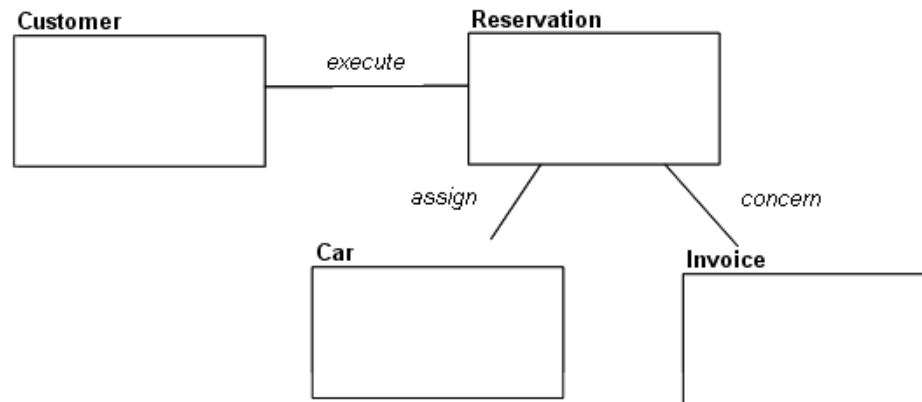 Customer
Reservation
execute
assign
concern
Car
Invoice